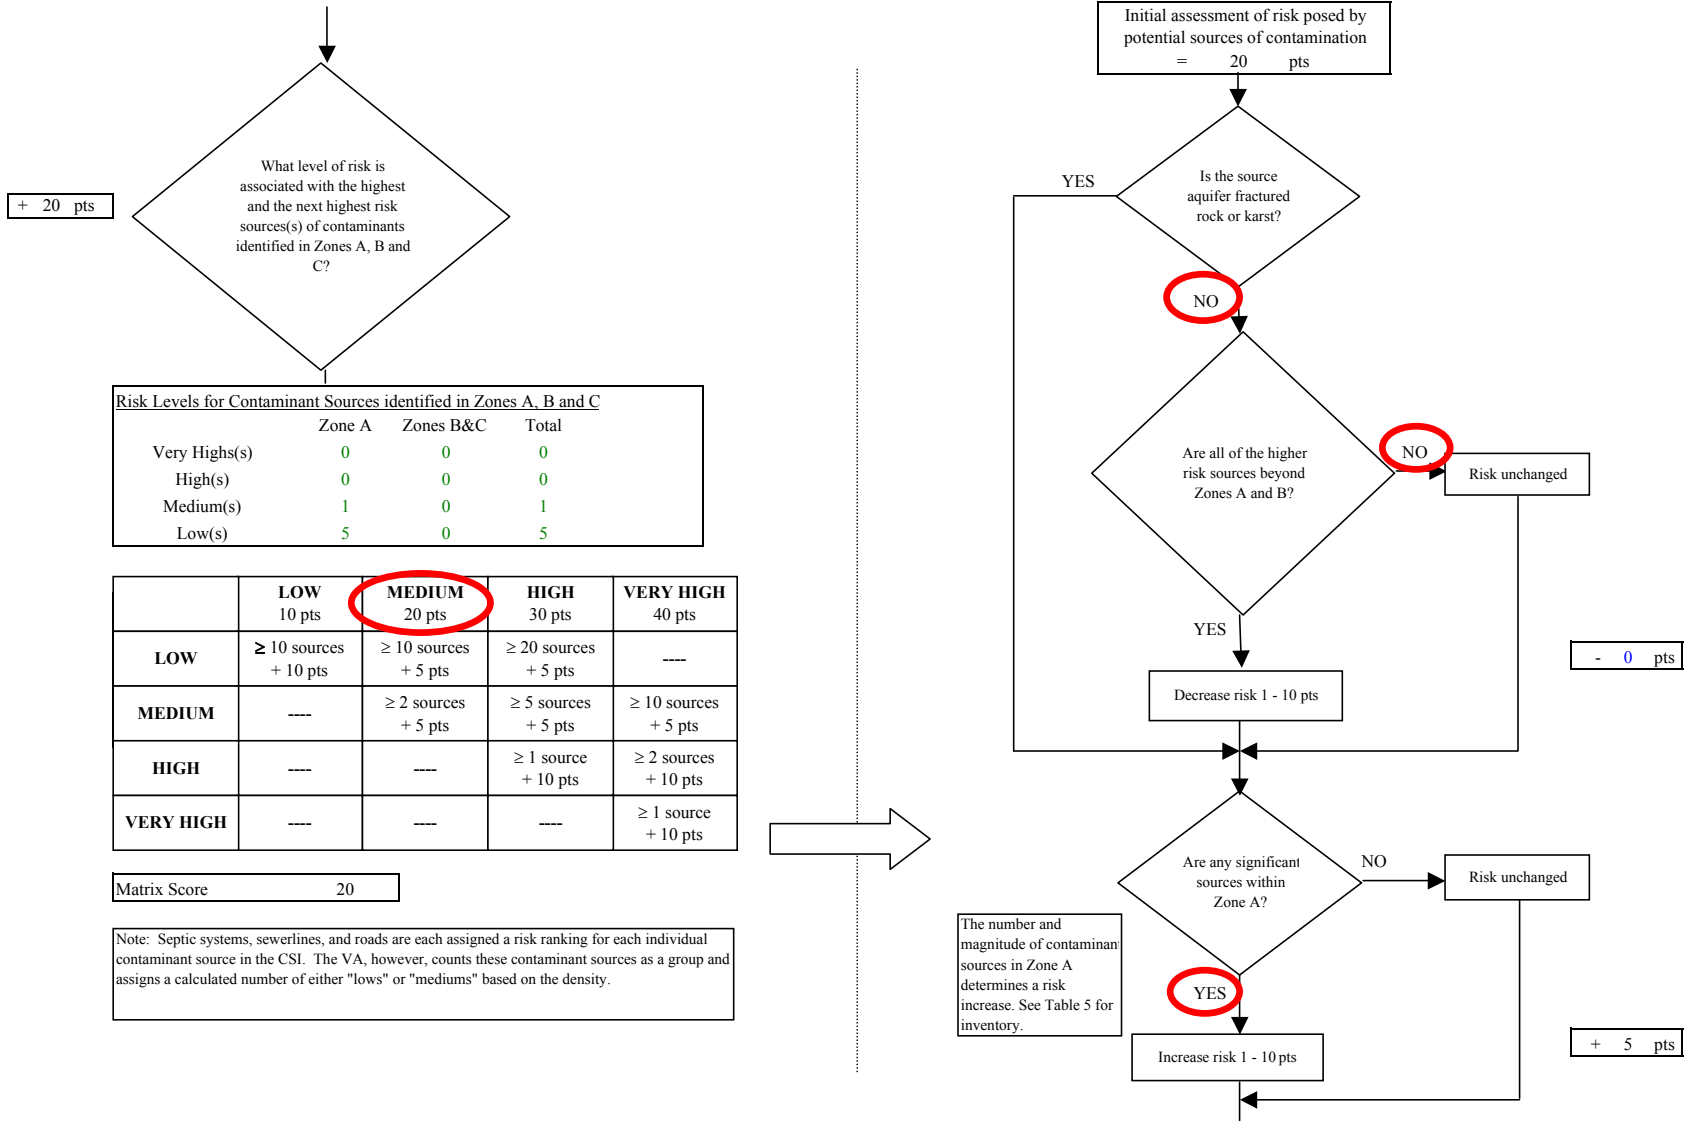 + 20 pts
What level of risk is
associated with the highest
and the next highest risk
sources(s) of contaminants
identified in Zones A, B and
C?
Risk Levels for Contaminant Sources identified in Zones A, B and C
Zone A Zones B&C Total
Very Highs(s) 0 0 0
High(s) 0 0 0
Medium(s) 1 0 1
Low(s) 5 0 5
LOW MEDIUM HIGH VERY HIGH
10 pts 20 pts 30 pts 40 pts
LOW ≥ 10 sources ≥ 10 sources ≥ 20 sources ----
+ 10 pts + 5 pts + 5 pts
MEDIUM ---- ≥ 2 sources ≥ 5 sources ≥ 10 sources
+ 5 pts + 5 pts + 5 pts
HIGH ---- ---- ≥ 1 source ≥ 2 sources
+ 10 pts + 10 pts
VERY HIGH ---- ---- ---- ≥ 1 source
+ 10 pts
Matrix Score 20
Note: Septic systems, sewerlines, and roads are each assigned a risk ranking for each individual
contaminant source in the CSI. The VA, however, counts these contaminant sources as a group and
assigns a calculated number of either "lows" or "mediums" based on the density.
Initial assessment of risk posed by
potential sources of contamination
= 20 pts
YES
Is the source
aquifer fractured
rock or karst?
NO
Are all of the higher
risk sources beyond
Zones A and B?
NO
Risk unchanged
YES
Decrease risk 1 - 10 pts
- 0 pts
Are any significant
sources within
Zone A?
NO
Risk unchanged
The number and
magnitude of contaminant
sources in Zone A
determines a risk
increase. See Table 5 for
inventory.
YES
Increase risk 1 - 10 pts
+ 5 pts